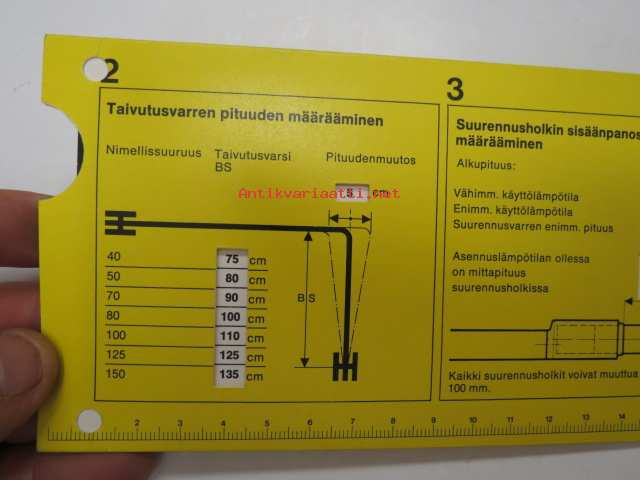 2
Taivutusvarren pituuden määrääminen
Nimellissuuruus Taivutusvarsi BS Pituudenmuutos
5 cm
Antikvariaatti.net
40 75 cm
50 80 cm
70 90 cm
80 100 cm
100 110 cm
125 125 cm
150 135 cm
BS
3
Suurennusholkin sisäänpanos
määrääminen
Alkupituus:
Vähimm. käyttölämpötila
Enimm. käyttölämpötila
Suurennusvarren enimm. pituus
Asennuslämpötilan ollessa
on mittapituus
suurennusholkissa
Kaikki suurennusholkit voivat muuttua
100 mm.
2 3 4 5 6 7 8 9 10 11 12 13 14